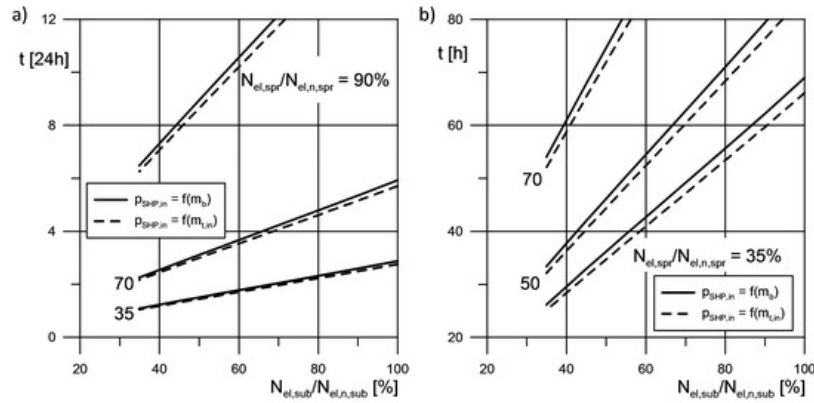 a)
t [24h]
12
8
4
0
N_el,spr/N_el,n,spr = 90%
p_SHP,in = f(m_b)
p_SHP,in = f(m_t,in)
70
35
20 40 60 80 100
N_el,sub/N_el,n,sub [%]
b)
t [h]
80
60
40
20
70
50
N_el,spr/N_el,n,spr = 35%
p_SHP,in = f(m_b)
p_SHP,in = f(m_t,in)
20 40 60 80 100
N_el,sub/N_el,n,sub [%]